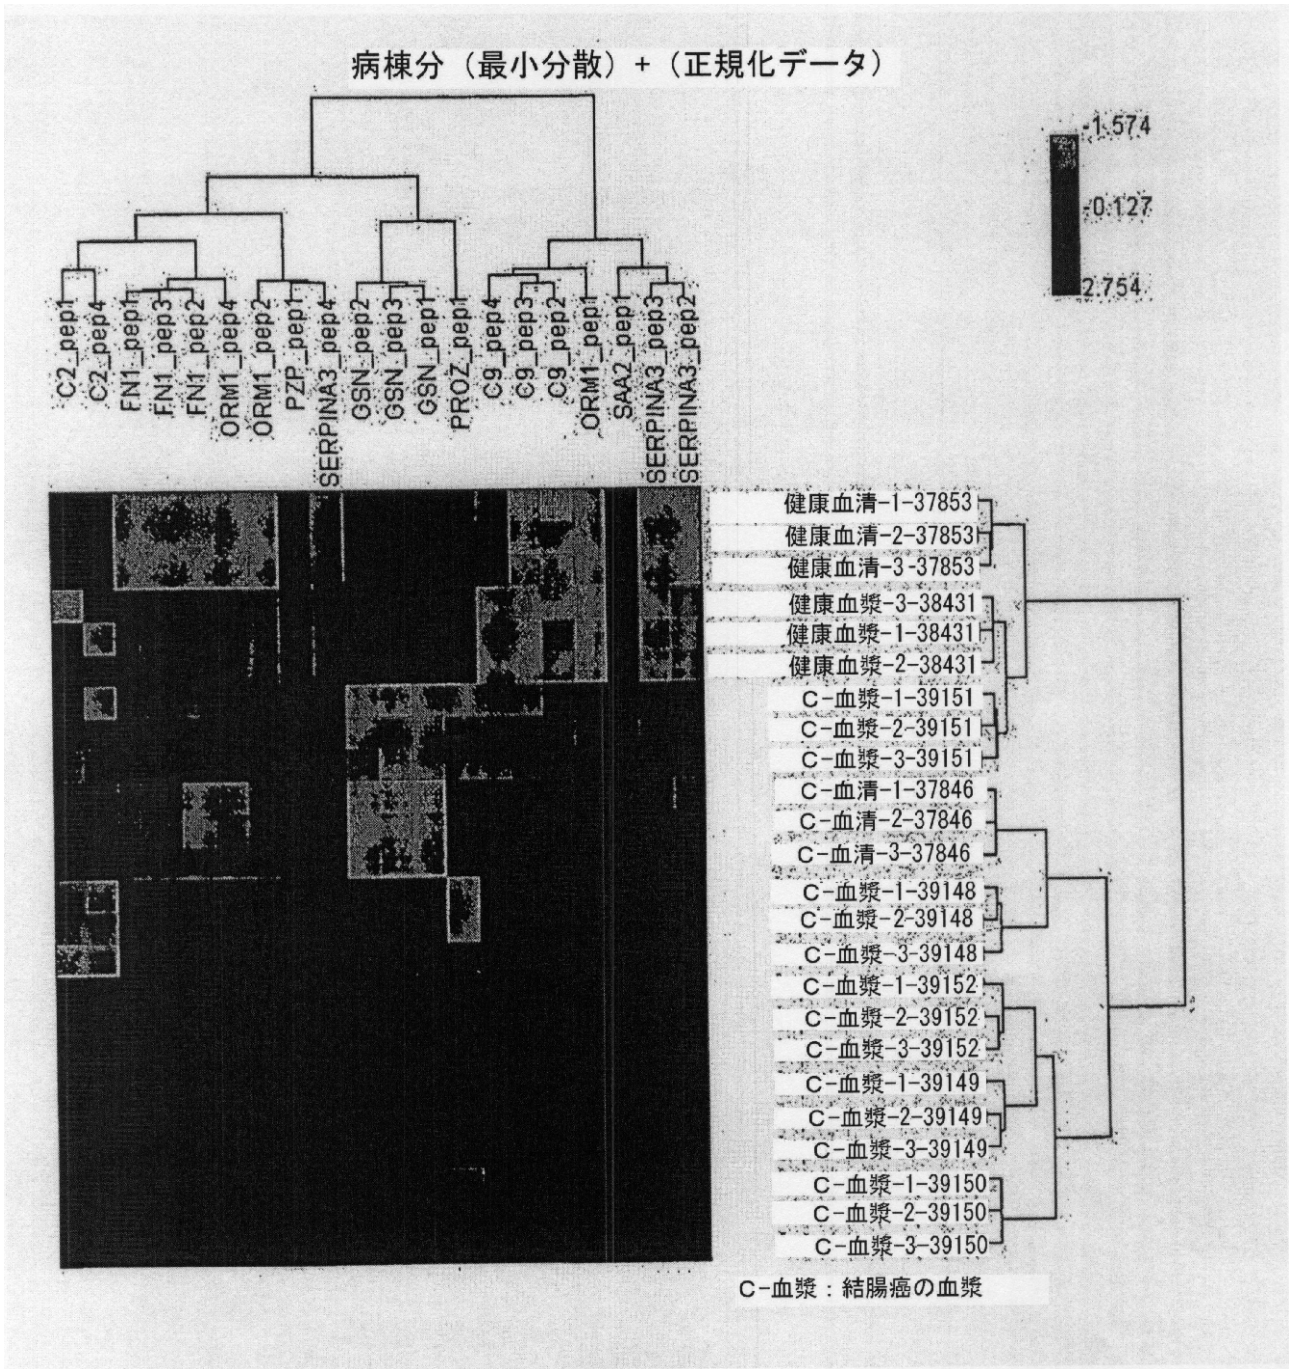 病棟分（最小分散）+（正規化データ）
-1.574
-0.127
2.754
C2_pep1
C2_pep4
FN1_pep1
FN1_pep3
FN1_pep2
ORM1_pep4
ORM1_pep2
PZP_pep1
SERPINA3_pep4
GSN_pep2
GSN_pep3
GSN_pep1
PROZ_pep1
C9_pep4
C9_pep3
C9_pep2
ORM1_pep1
SAA2_pep1
SERPINA3_pep3
SERPINA3_pep2
健康血清-1-37853
健康血清-2-37853
健康血清-3-37853
健康血漿-3-38431
健康血漿-1-38431
健康血漿-2-38431
C-血漿-1-39151
C-血漿-2-39151
C-血漿-3-39151
C-血清-1-37846
C-血清-2-37846
C-血清-3-37846
C-血漿-1-39148
C-血漿-2-39148
C-血漿-3-39148
C-血漿-1-39152
C-血漿-2-39152
C-血漿-3-39152
C-血漿-1-39149
C-血漿-2-39149
C-血漿-3-39149
C-血漿-1-39150
C-血漿-2-39150
C-血漿-3-39150
C-血漿：結腸癌の血漿